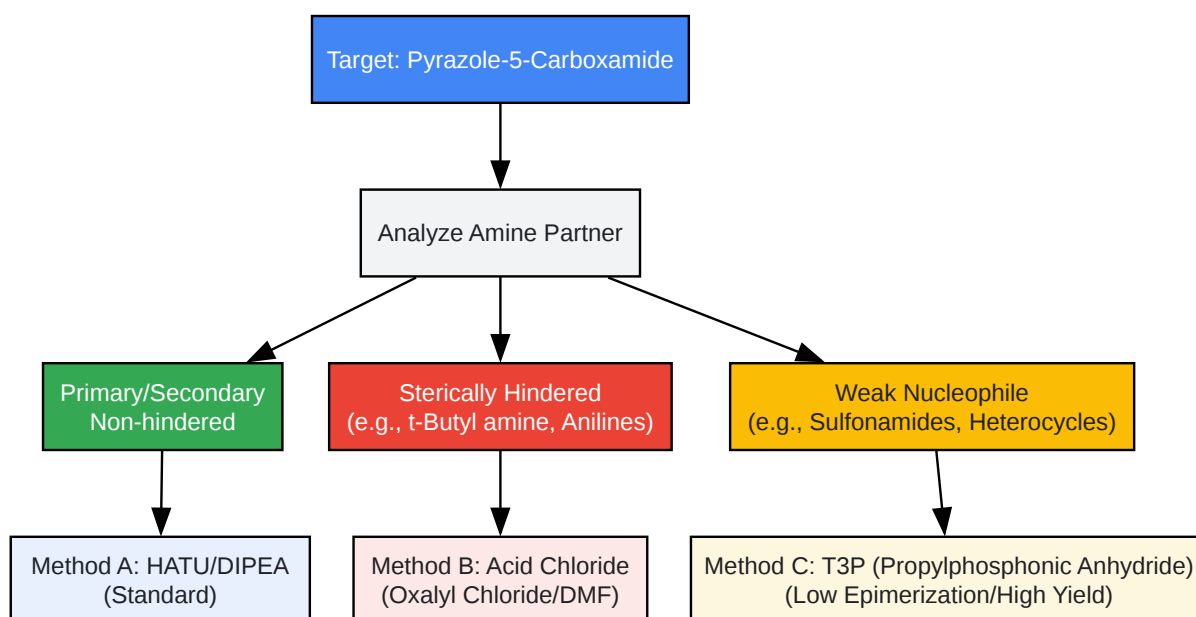 Target: Pyrazole-5-Carboxamide
Analyze Amine Partner
Primary/Secondary
Non-hindered
Sterically Hindered
(e.g., t-Butyl amine, Anilines)
Weak Nucleophile
(e.g., Sulfonamides, Heterocycles)
Method A: HATU/DIPEA
(Standard)
Method B: Acid Chloride
(Oxalyl Chloride/DMF)
Method C: T3P (Propylphosphonic Anhydride)
(Low Epimerization/High Yield)